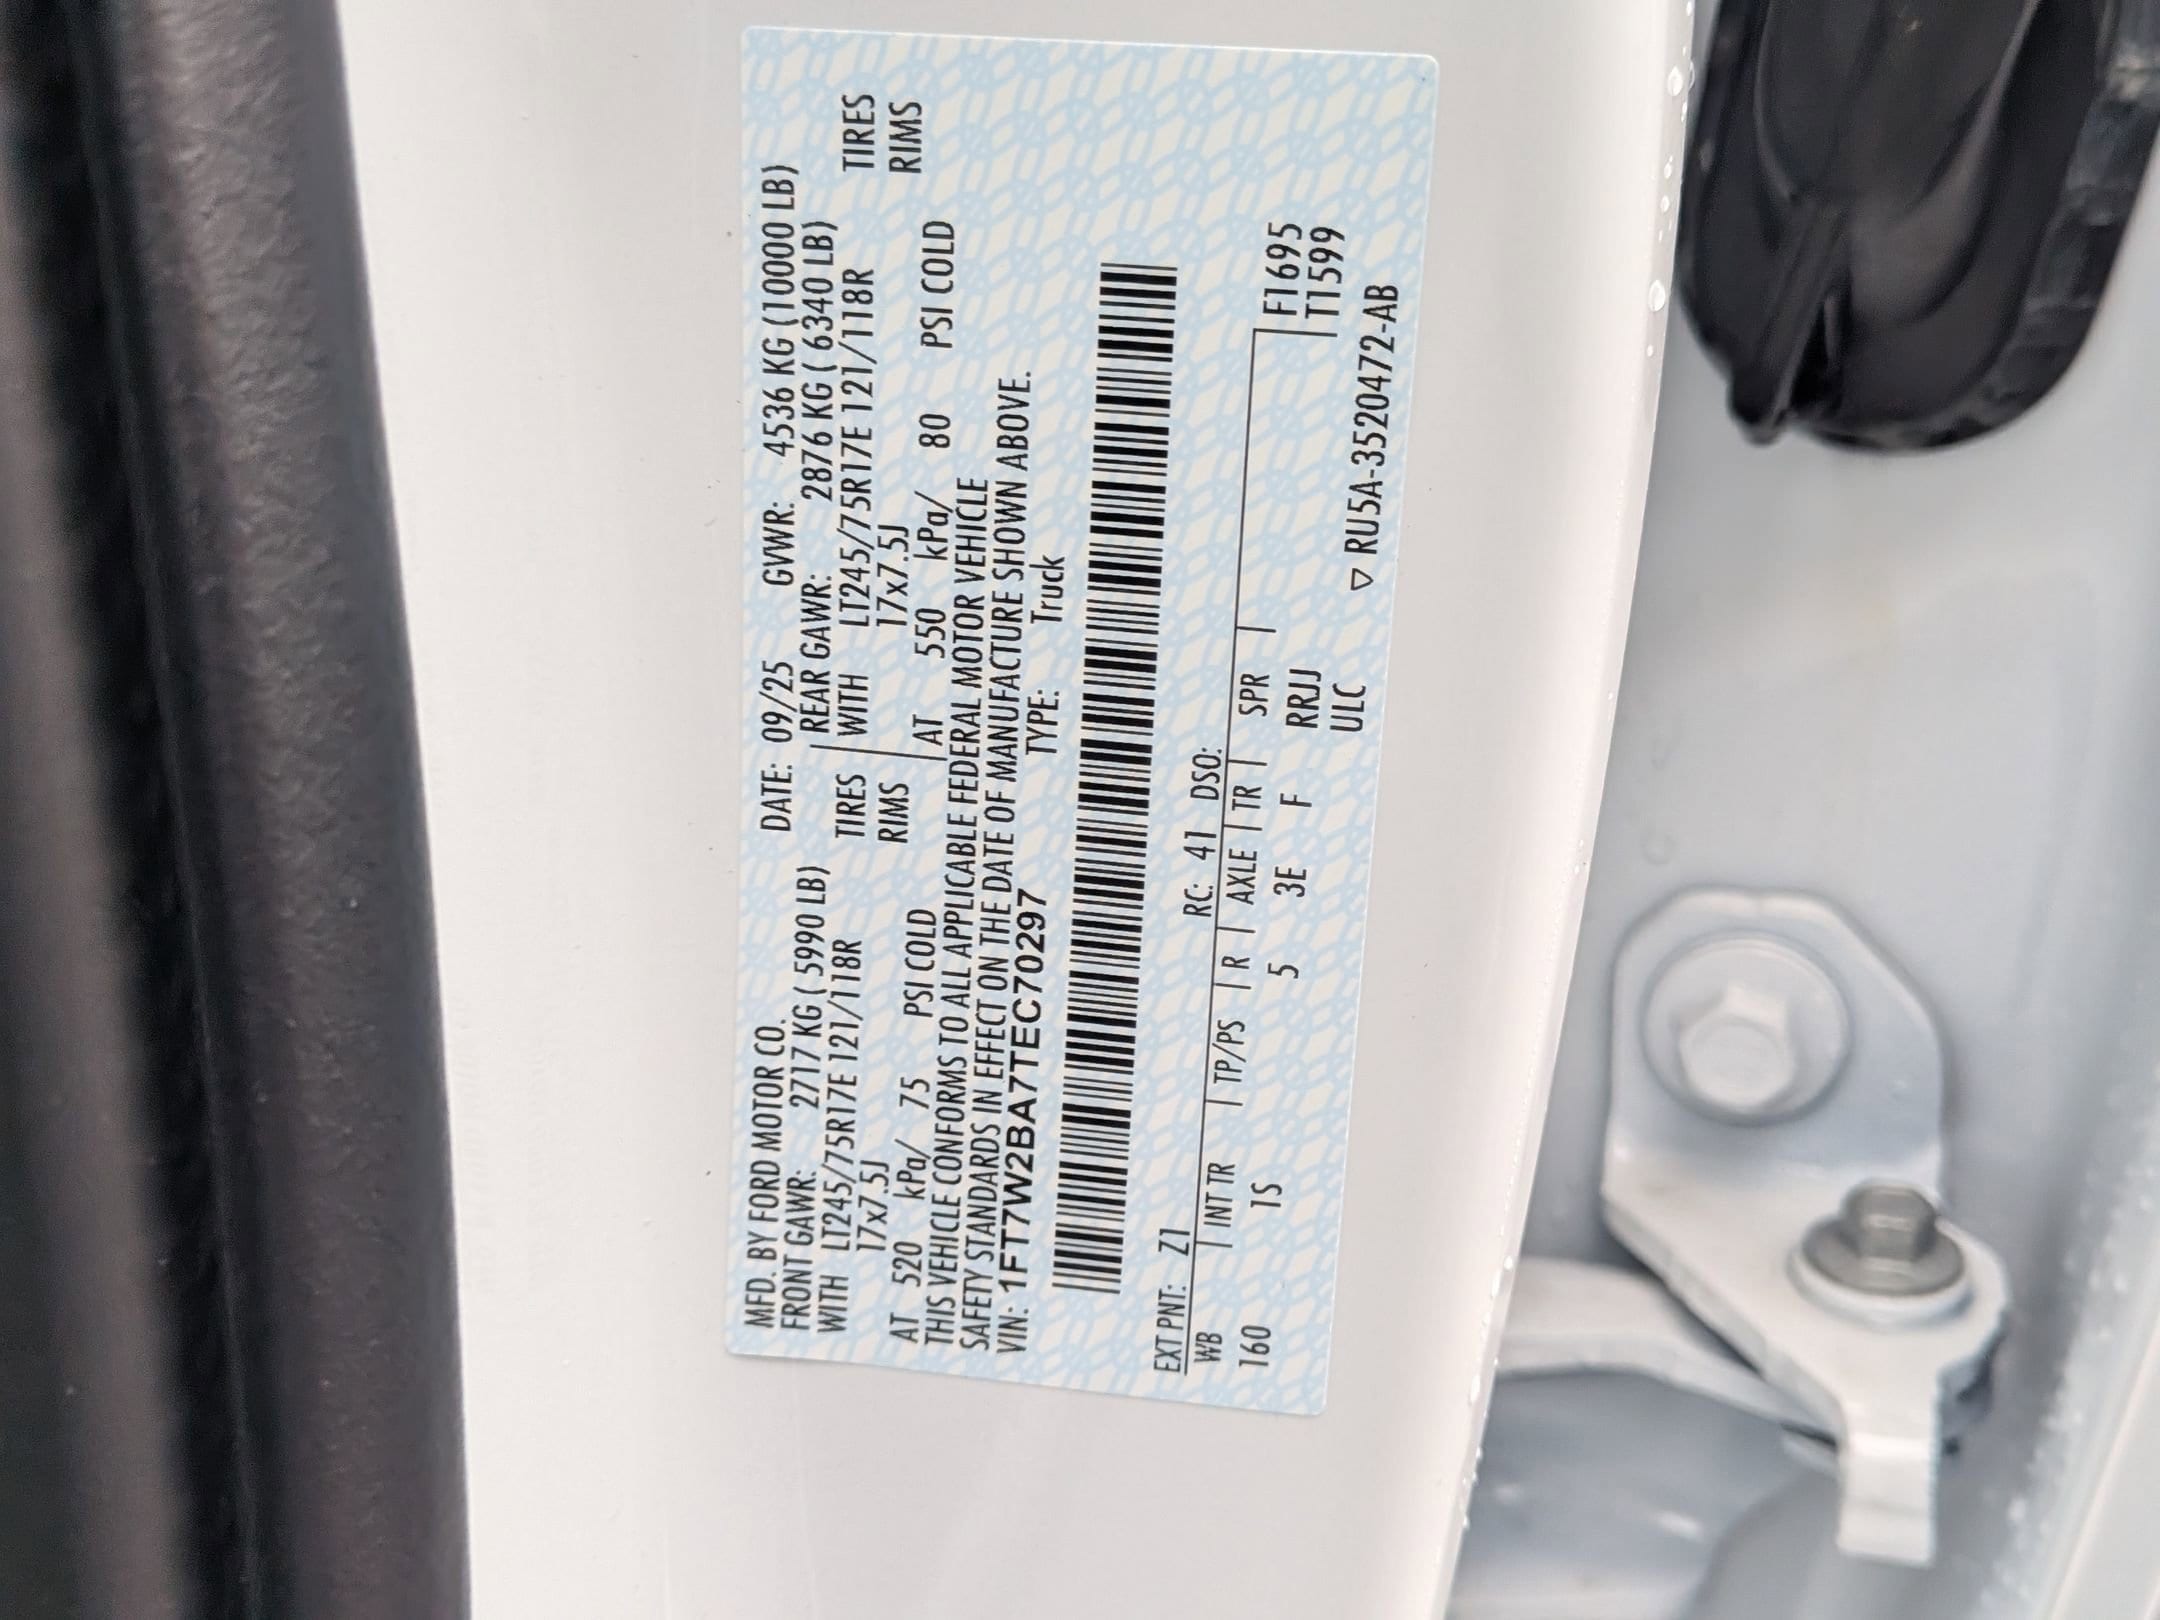 MFD. BY FORD MOTOR CO. DATE: 09/25 GVWR: 4536 KG (10000 LB)
FRONT GAWR: 2717 KG ( 5990 LB) REAR GAWR: 2876 KG ( 6340 LB)
WITH LT245/75R17E 121/118R TIRES WITH LT245/75R17E 121/118R TIRES
17x7.5J RIMS 17x7.5J RIMS
AT 520 kPa/ 75 PSI COLD AT 550 kPa/ 80 PSI COLD
THIS VEHICLE CONFORMS TO ALL APPLICABLE FEDERAL MOTOR VEHICLE
SAFETY STANDARDS IN EFFECT ON THE DATE OF MANUFACTURE SHOWN ABOVE.
VIN: 1FT7W2BA7TEC70297 TYPE: Truck
EXT PNT: Z1 RC: 41 DSO:
WB | INT TR | TP/PS | R | AXLE | TR | SPR | F1695
160 1S 5 3E F RRJJ T1599
ULC ▽ RU5A-3520472-AB